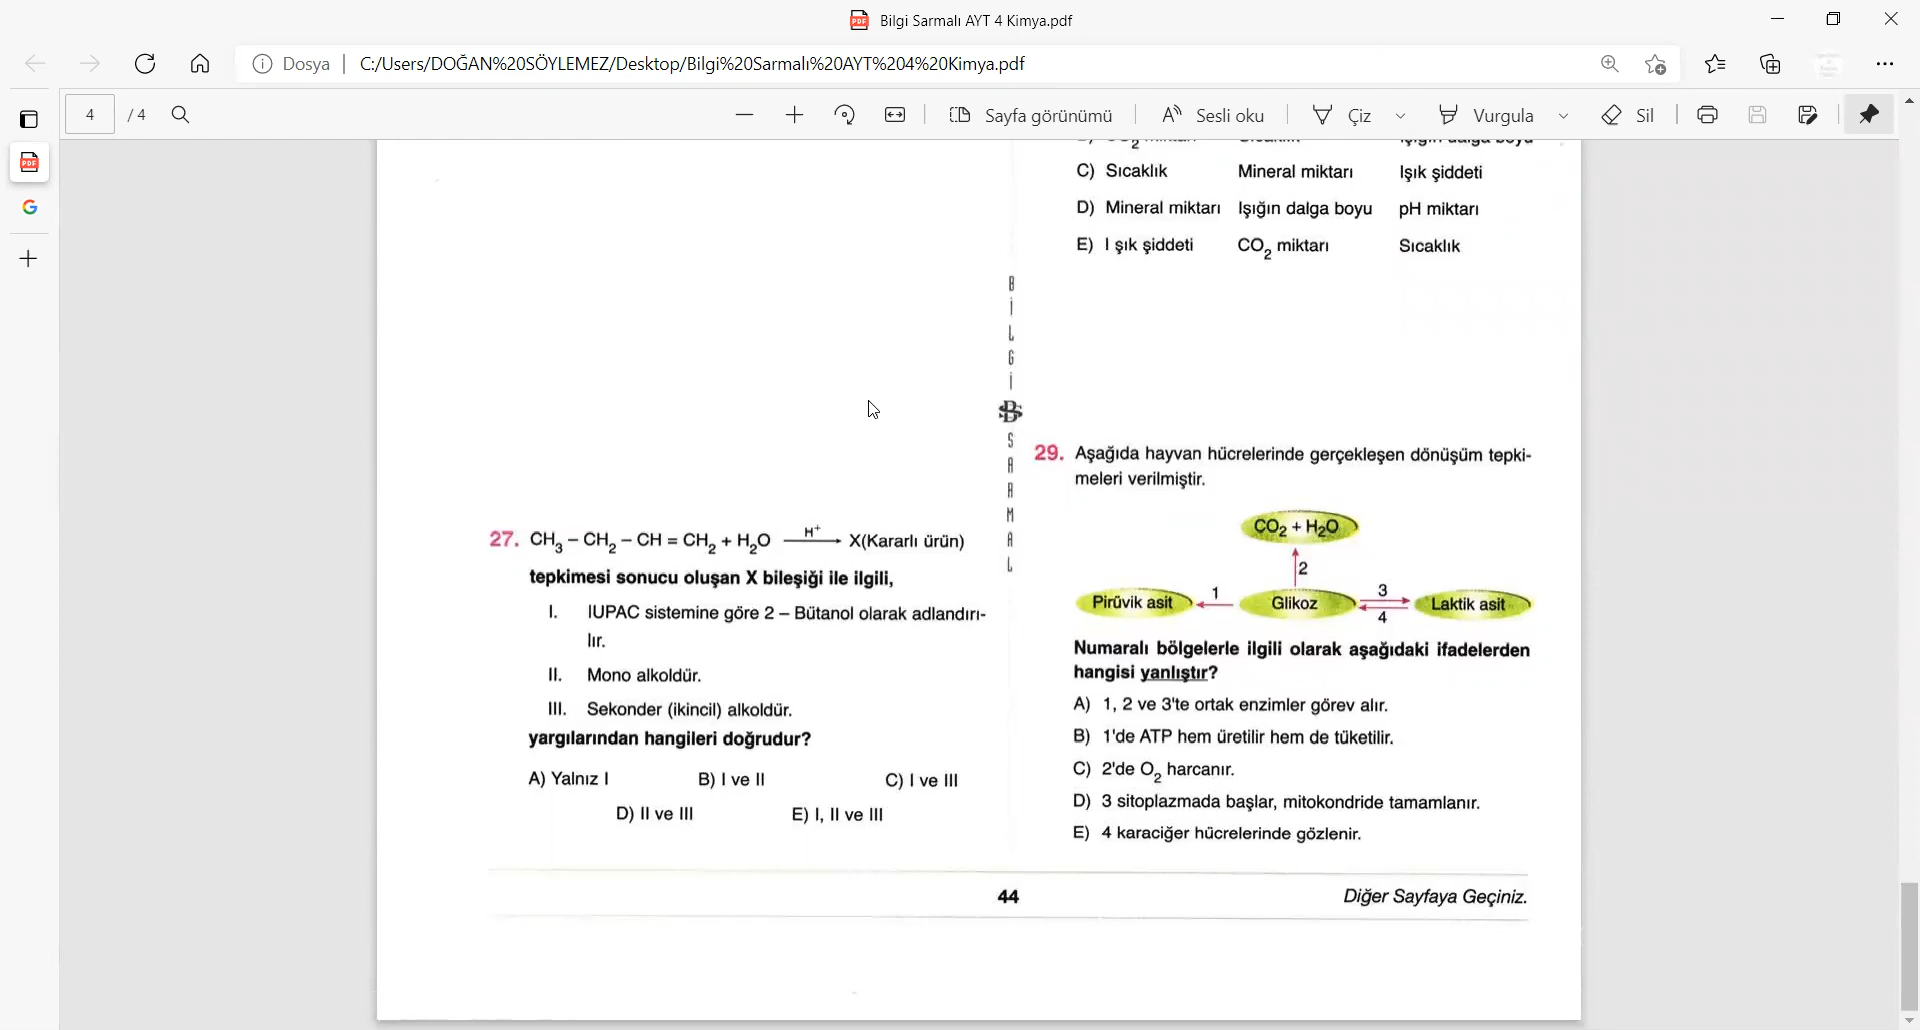 Bilgi Sarmalı AYT 4 Kimya.pdf
Dosya | C:/Users/DOĞAN%20SÖYLEMEZ/Desktop/Bilgi%20Sarmalı%20AYT%204%20Kimya.pdf
4 / 4 Sayfa görünümü Sesli oku Çiz Vurgula Sil
C) Sıcaklık Mineral miktarı Işık şiddeti
D) Mineral miktarı Işığın dalga boyu pH miktarı
E) I şık şiddeti CO2 miktarı Sıcaklık
BİLGİ SARMAL
27. CH3 – CH2 – CH = CH2 + H2O H+ → X(Kararlı ürün)
tepkimesi sonucu oluşan X bileşiği ile ilgili,
I. IUPAC sistemine göre 2 – Bütanol olarak adlandırı-
lır.
II. Mono alkoldür.
III. Sekonder (ikincil) alkoldür.
yargılarından hangileri doğrudur?
A) Yalnız I B) I ve II C) I ve III
D) II ve III E) I, II ve III
29. Aşağıda hayvan hücrelerinde gerçekleşen dönüşüm tepki-
meleri verilmiştir.
CO2 + H2O
2
Pirüvik asit 1 Glikoz 3 Laktik asit
4
Numaralı bölgelerle ilgili olarak aşağıdaki ifadelerden
hangisi yanlıştır?
A) 1, 2 ve 3'te ortak enzimler görev alır.
B) 1'de ATP hem üretilir hem de tüketilir.
C) 2'de O2 harcanır.
D) 3 sitoplazmada başlar, mitokondride tamamlanır.
E) 4 karaciğer hücrelerinde gözlenir.
44
Diğer Sayfaya Geçiniz.